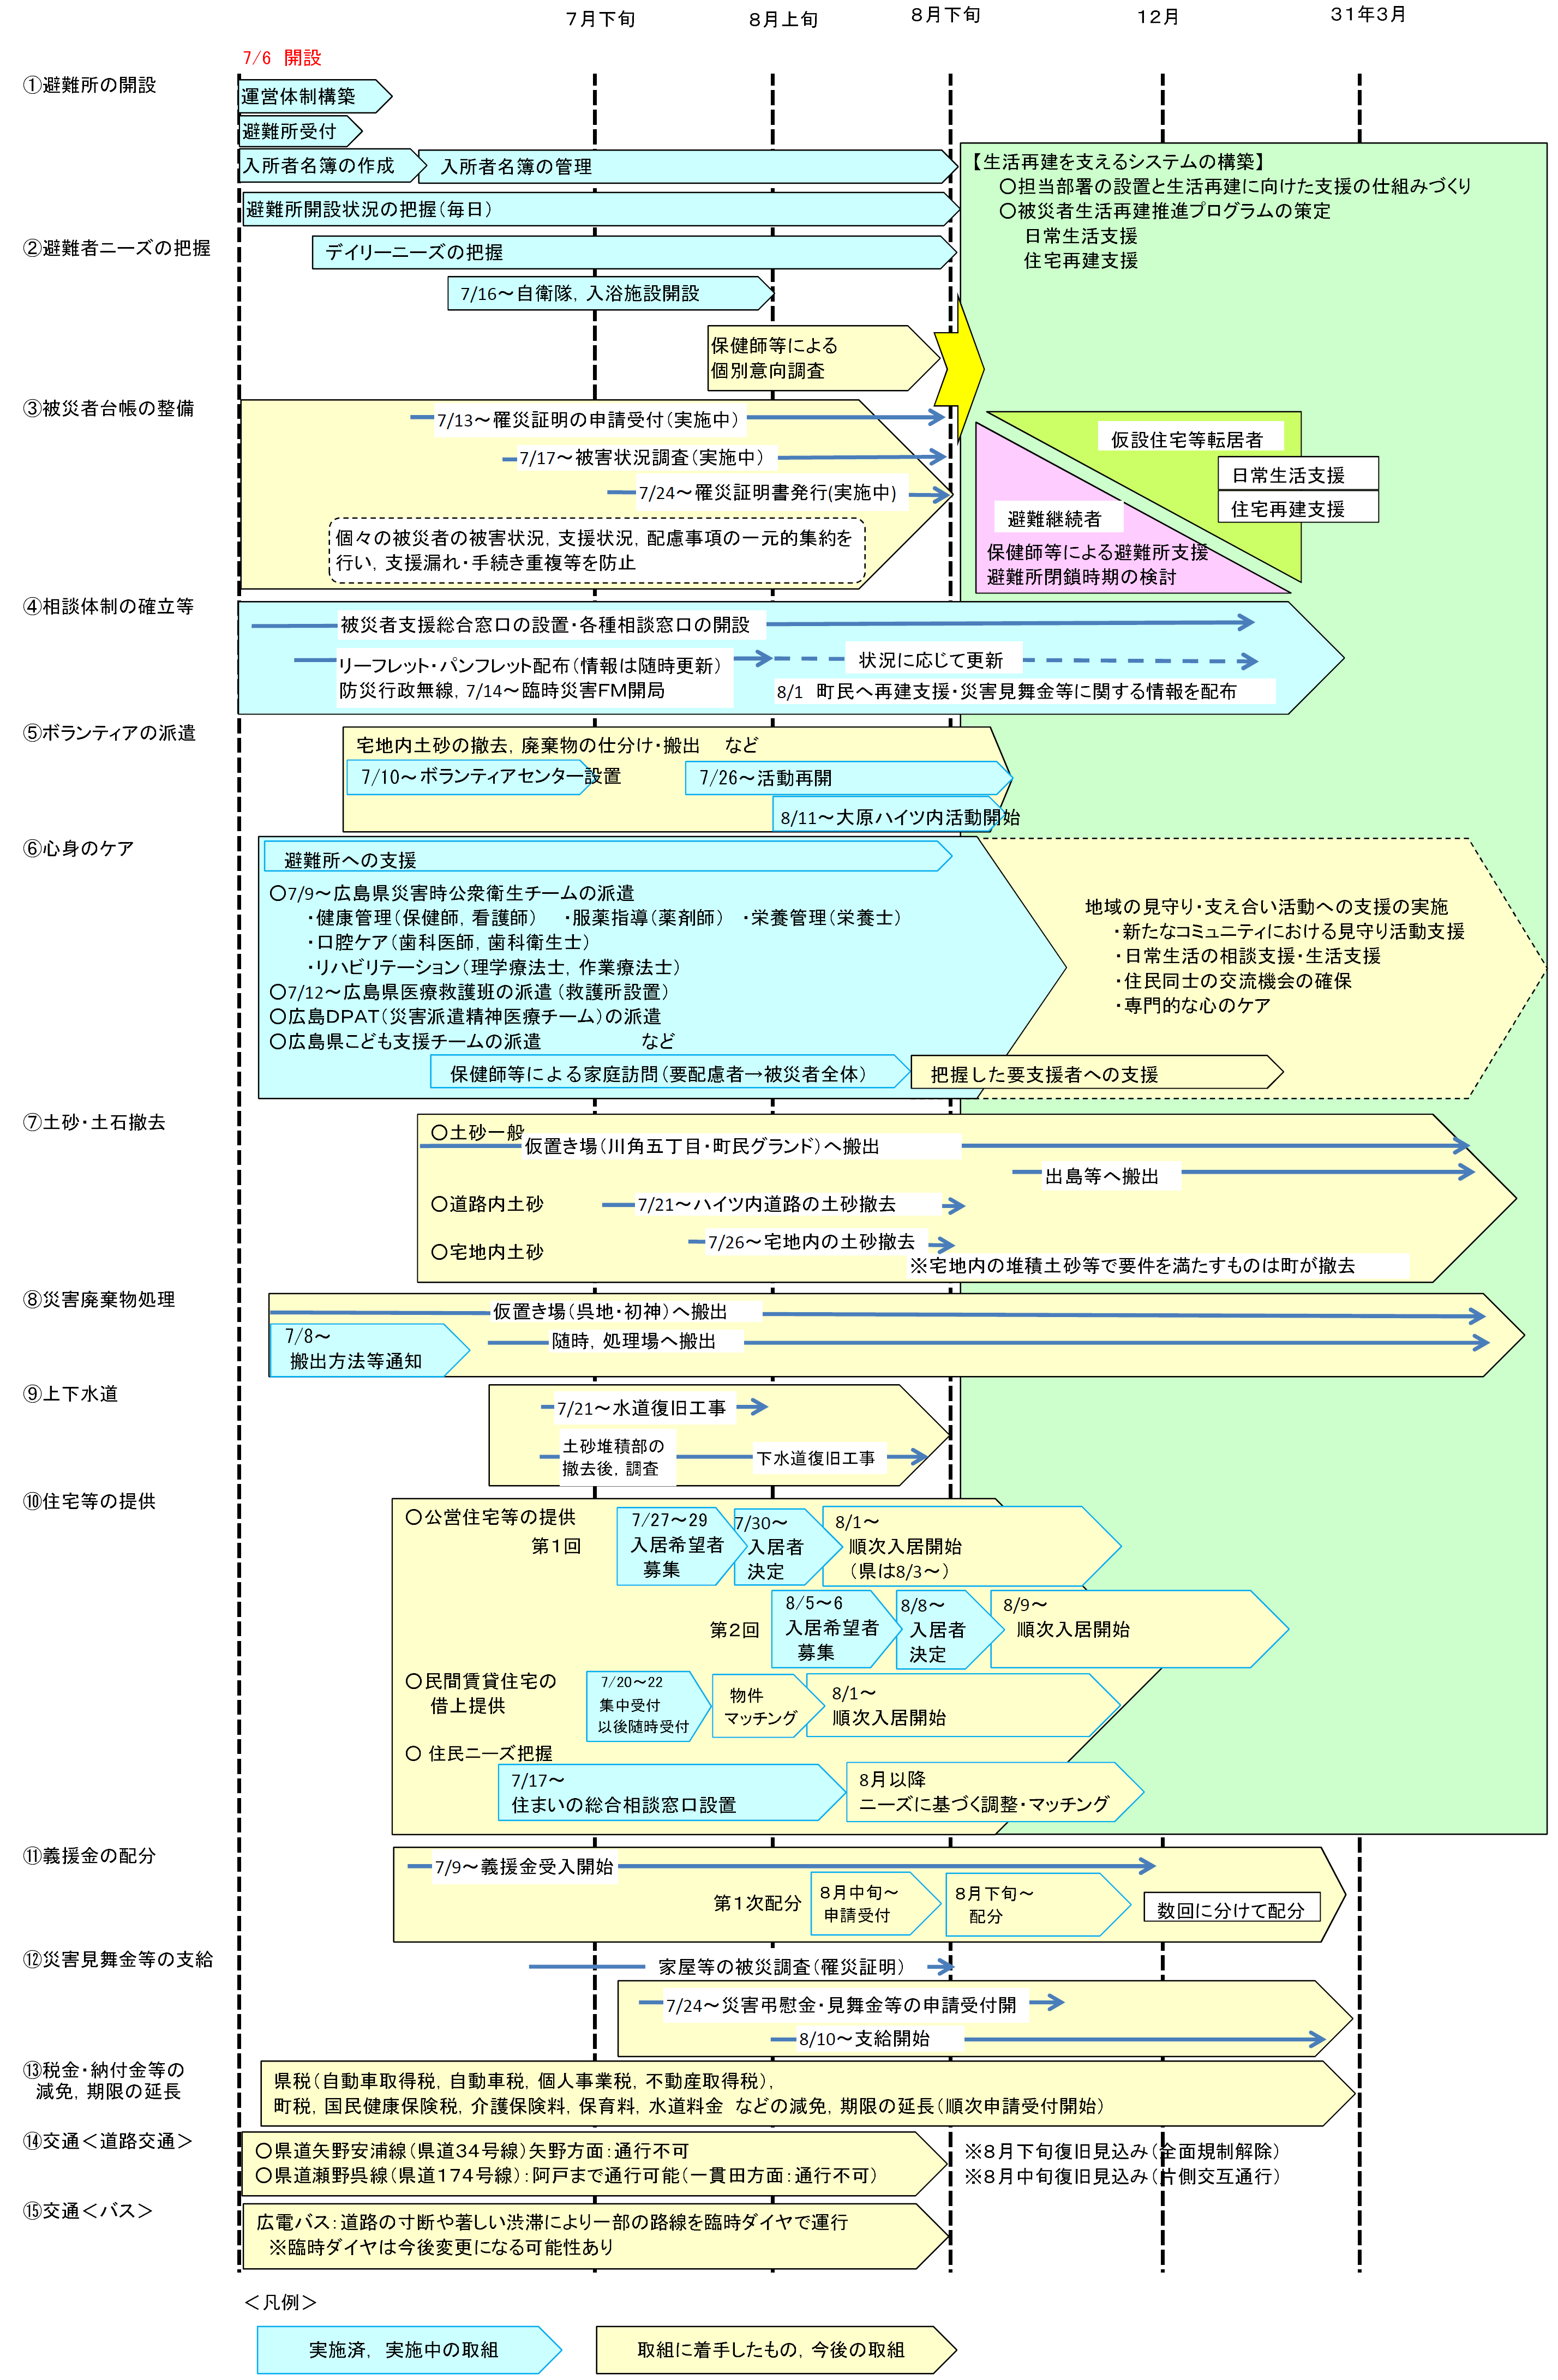 7月下旬
8月上旬
8月下旬
12月
31年3月
7/6 開設
①避難所の開設
運営体制構築
避難所受付
入所者名簿の作成
入所者名簿の管理
避難所開設状況の把握(毎日)
【生活再建を支えるシステムの構築】
○担当部署の設置と生活再建に向けた支援の仕組みづくり
○被災者生活再建推進プログラムの策定
日常生活支援
住宅再建支援
②避難者ニーズの把握
デイリーニーズの把握
7/16～自衛隊,入浴施設開設
保健師等による
個別意向調査
③被災者台帳の整備
7/13～罹災証明の申請受付(実施中)
7/17～被害状況調査(実施中)
7/24～罹災証明書発行(実施中)
個々の被災者の被害状況,支援状況,配慮事項の一元的集約を
行い,支援漏れ・手続き重複等を防止
仮設住宅等転居者
日常生活支援
住宅再建支援
避難継続者
保健師等による避難所支援
避難所閉鎖時期の検討
④相談体制の確立等
被災者支援総合窓口の設置・各種相談窓口の開設
リーフレット・パンフレット配布(情報は随時更新)
防災行政無線,7/14～臨時災害FM開局
状況に応じて更新
8/1 町民へ再建支援・災害見舞金等に関する情報を配布
⑤ボランティアの派遣
宅地内土砂の撤去,廃棄物の仕分け・搬出 など
7/10～ボランティアセンター設置
7/26～活動再開
8/11～大原ハイツ内活動開始
⑥心身のケア
避難所への支援
○7/9～広島県災害時公衆衛生チームの派遣
・健康管理(保健師,看護師) ・服薬指導(薬剤師) ・栄養管理(栄養士)
・口腔ケア(歯科医師,歯科衛生士)
・リハビリテーション(理学療法士,作業療法士)
○7/12～広島県医療救護班の派遣(救護所設置)
○広島DPAT(災害派遣精神医療チーム)の派遣
○広島県こども支援チームの派遣 など
保健師等による家庭訪問(要配慮者→被災者全体)
把握した要支援者への支援
地域の見守り・支え合い活動への支援の実施
・新たなコミュニティにおける見守り活動支援
・日常生活の相談支援・生活支援
・住民同士の交流機会の確保
・専門的な心のケア
⑦土砂・土石撤去
○土砂一般
仮置き場(川角五丁目・町民グランド)へ搬出
出島等へ搬出
○道路内土砂
7/21～ハイツ内道路の土砂撤去
○宅地内土砂
7/26～宅地内の土砂撤去
※宅地内の堆積土砂等で要件を満たすものは町が撤去
⑧災害廃棄物処理
仮置き場(呉地・初神)へ搬出
7/8～
搬出方法等通知
随時,処理場へ搬出
⑨上下水道
7/21～水道復旧工事
土砂堆積部の
撤去後,調査
下水道復旧工事
⑩住宅等の提供
○公営住宅等の提供
第1回
7/27～29
入居希望者
募集
7/30～
入居者
決定
8/1～
順次入居開始
(県は8/3～)
第2回
8/5～6
入居希望者
募集
8/8～
入居者
決定
8/9～
順次入居開始
○民間賃貸住宅の
借上提供
7/20～22
集中受付
以後随時受付
物件
マッチング
8/1～
順次入居開始
○ 住民ニーズ把握
7/17～
住まいの総合相談窓口設置
8月以降
ニーズに基づく調整・マッチング
⑪義援金の配分
7/9～義援金受入開始
第1次配分
8月中旬～
申請受付
8月下旬～
配分
数回に分けて配分
⑫災害見舞金等の支給
家屋等の被災調査(罹災証明)
7/24～災害弔慰金・見舞金等の申請受付開
8/10～支給開始
⑬税金・納付金等の
減免,期限の延長
県税(自動車取得税,自動車税,個人事業税,不動産取得税),
町税,国民健康保険税,介護保険料,保育料,水道料金 などの減免,期限の延長(順次申請受付開始)
⑭交通<道路交通>
○県道矢野安浦線(県道34号線)矢野方面:通行不可
○県道瀬野呉線(県道174号線):阿戸まで通行可能(一貫田方面:通行不可)
※8月下旬復旧見込み(全面規制解除)
※8月中旬復旧見込み(片側交互通行)
⑮交通<バス>
広電バス:道路の寸断や著しい渋滞により一部の路線を臨時ダイヤで運行
※臨時ダイヤは今後変更になる可能性あり
<凡例>
実施済, 実施中の取組
取組に着手したもの,今後の取組